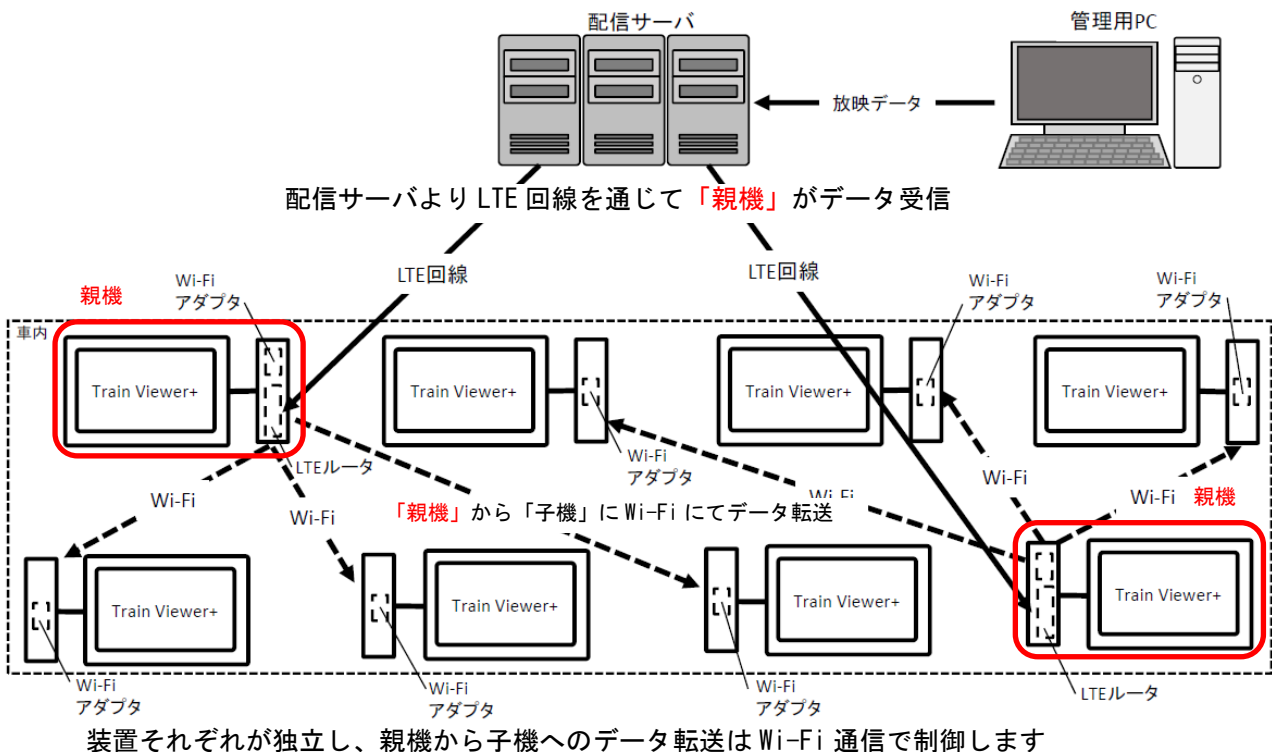 配信サーバ
管理用PC
放映データ
配信サーバより LTE 回線を通じて「親機」がデータ受信
LTE回線
LTE回線
親機
Wi-Fi
アダプタ
Wi-Fi
アダプタ
Wi-Fi
アダプタ
車内
Train Viewer+
Train Viewer+
Train Viewer+
Train Viewer+
LTEルータ
Wi-Fi
アダプタ
Wi-Fi
Wi-Fi
Wi-Fi
Wi-Fi
Wi-Fi
親機
「親機」から「子機」に Wi-Fi にてデータ転送
Train Viewer+
Train Viewer+
Train Viewer+
Train Viewer+
Wi-Fi
アダプタ
Wi-Fi
アダプタ
Wi-Fi
アダプタ
LTEルータ
装置それぞれが独立し、親機から子機へのデータ転送は Wi-Fi 通信で制御します